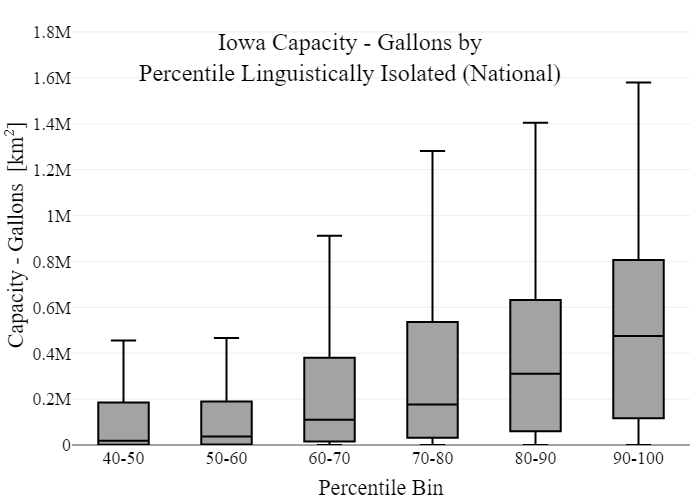 Iowa Capacity - Gallons by
Percentile Linguistically Isolated (National)
Capacity - Gallons [km²]
1.8M
1.6M
1.4M
1.2M
1M
0.8M
0.6M
0.4M
0.2M
0
40-50 50-60 60-70 70-80 80-90 90-100
Percentile Bin